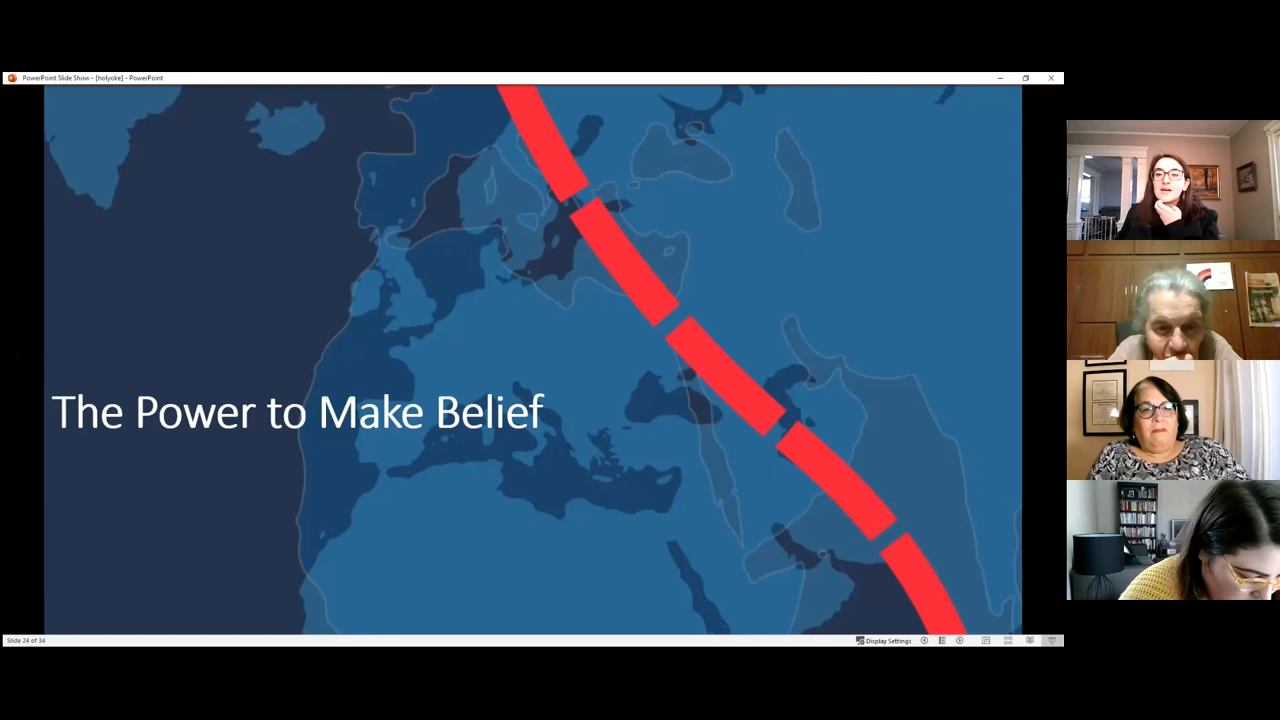 PowerPoint Slide Show - [holyoke] - PowerPoint
The Power to Make Belief
Slide 24 of 34
Display Settings